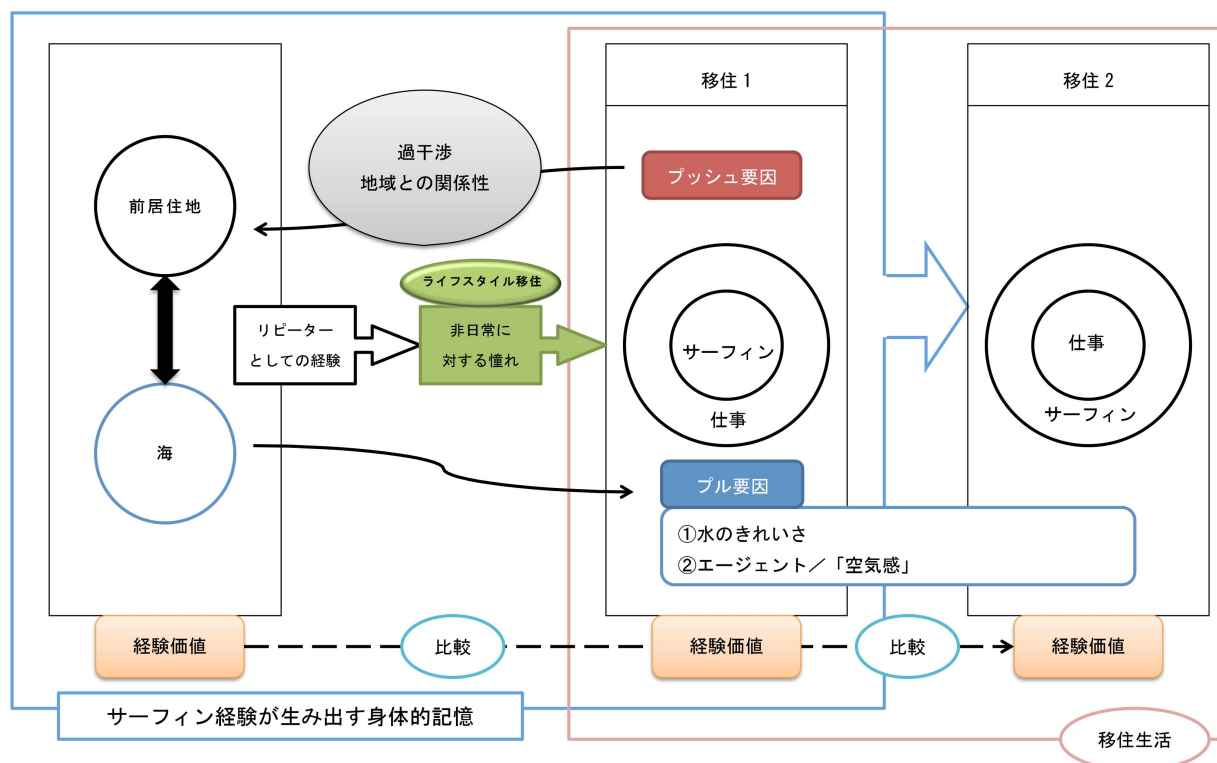 移住 1
移住 2
過干渉
地域との関係性
プッシュ要因
前居住地
ライフスタイル移住
リピーター
としての経験
非日常に
対する憧れ
サーフィン
仕事
仕事
サーフィン
海
プル要因
①水のきれいさ
②エージェント／「空気感」
経験価値
比較
経験価値
比較
経験価値
サーフィン経験が生み出す身体的記憶
移住生活